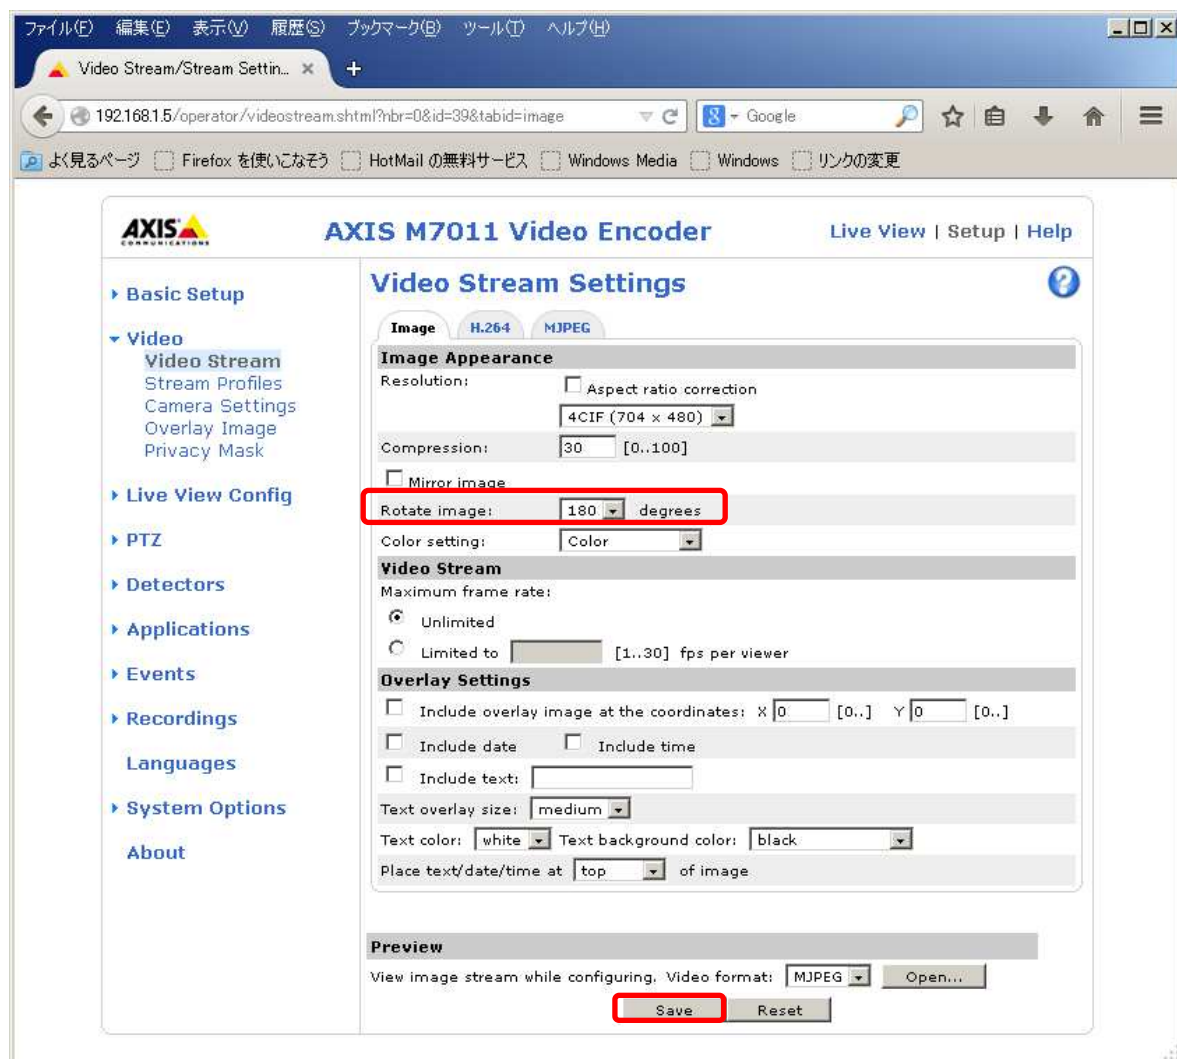 ファイル(F) 編集(E) 表示(V) 履歴(S) ブックマーク(B) ツール(T) ヘルプ(H)
Video Stream/Stream Settin...
192.168.1.5/operator/videostream.shtml?nbr=0&id=39&tabid=image Google
よく見るページ Firefox を使いこなそう HotMail の無料サービス Windows Media Windows リンクの変更
AXIS
COMMUNICATIONS
AXIS M7011 Video Encoder
Live View | Setup | Help
Basic Setup
Video
Video Stream
Stream Profiles
Camera Settings
Overlay Image
Privacy Mask
Live View Config
PTZ
Detectors
Applications
Events
Recordings
Languages
System Options
About
Video Stream Settings
Image H.264 MJPEG
Image Appearance
Resolution: Aspect ratio correction
4CIF (704 x 480)
Compression: 30 [0..100]
Mirror image
Rotate image: 180 degrees
Color setting: Color
Video Stream
Maximum frame rate:
Unlimited
Limited to [1..30] fps per viewer
Overlay Settings
Include overlay image at the coordinates: X 0 [0..] Y 0 [0..]
Include date Include time
Include text:
Text overlay size: medium
Text color: white Text background color: black
Place text/date/time at top of image
Preview
View image stream while configuring. Video format: MJPEG Open...
Save Reset